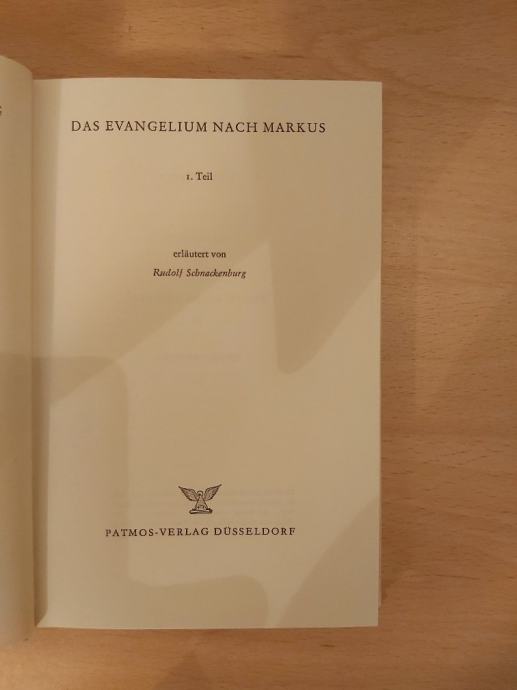 DAS EVANGELIUM NACH MARKUS
1. Teil
erläutert von
Rudolf Schnackenburg
PATMOS-VERLAG DÜSSELDORF